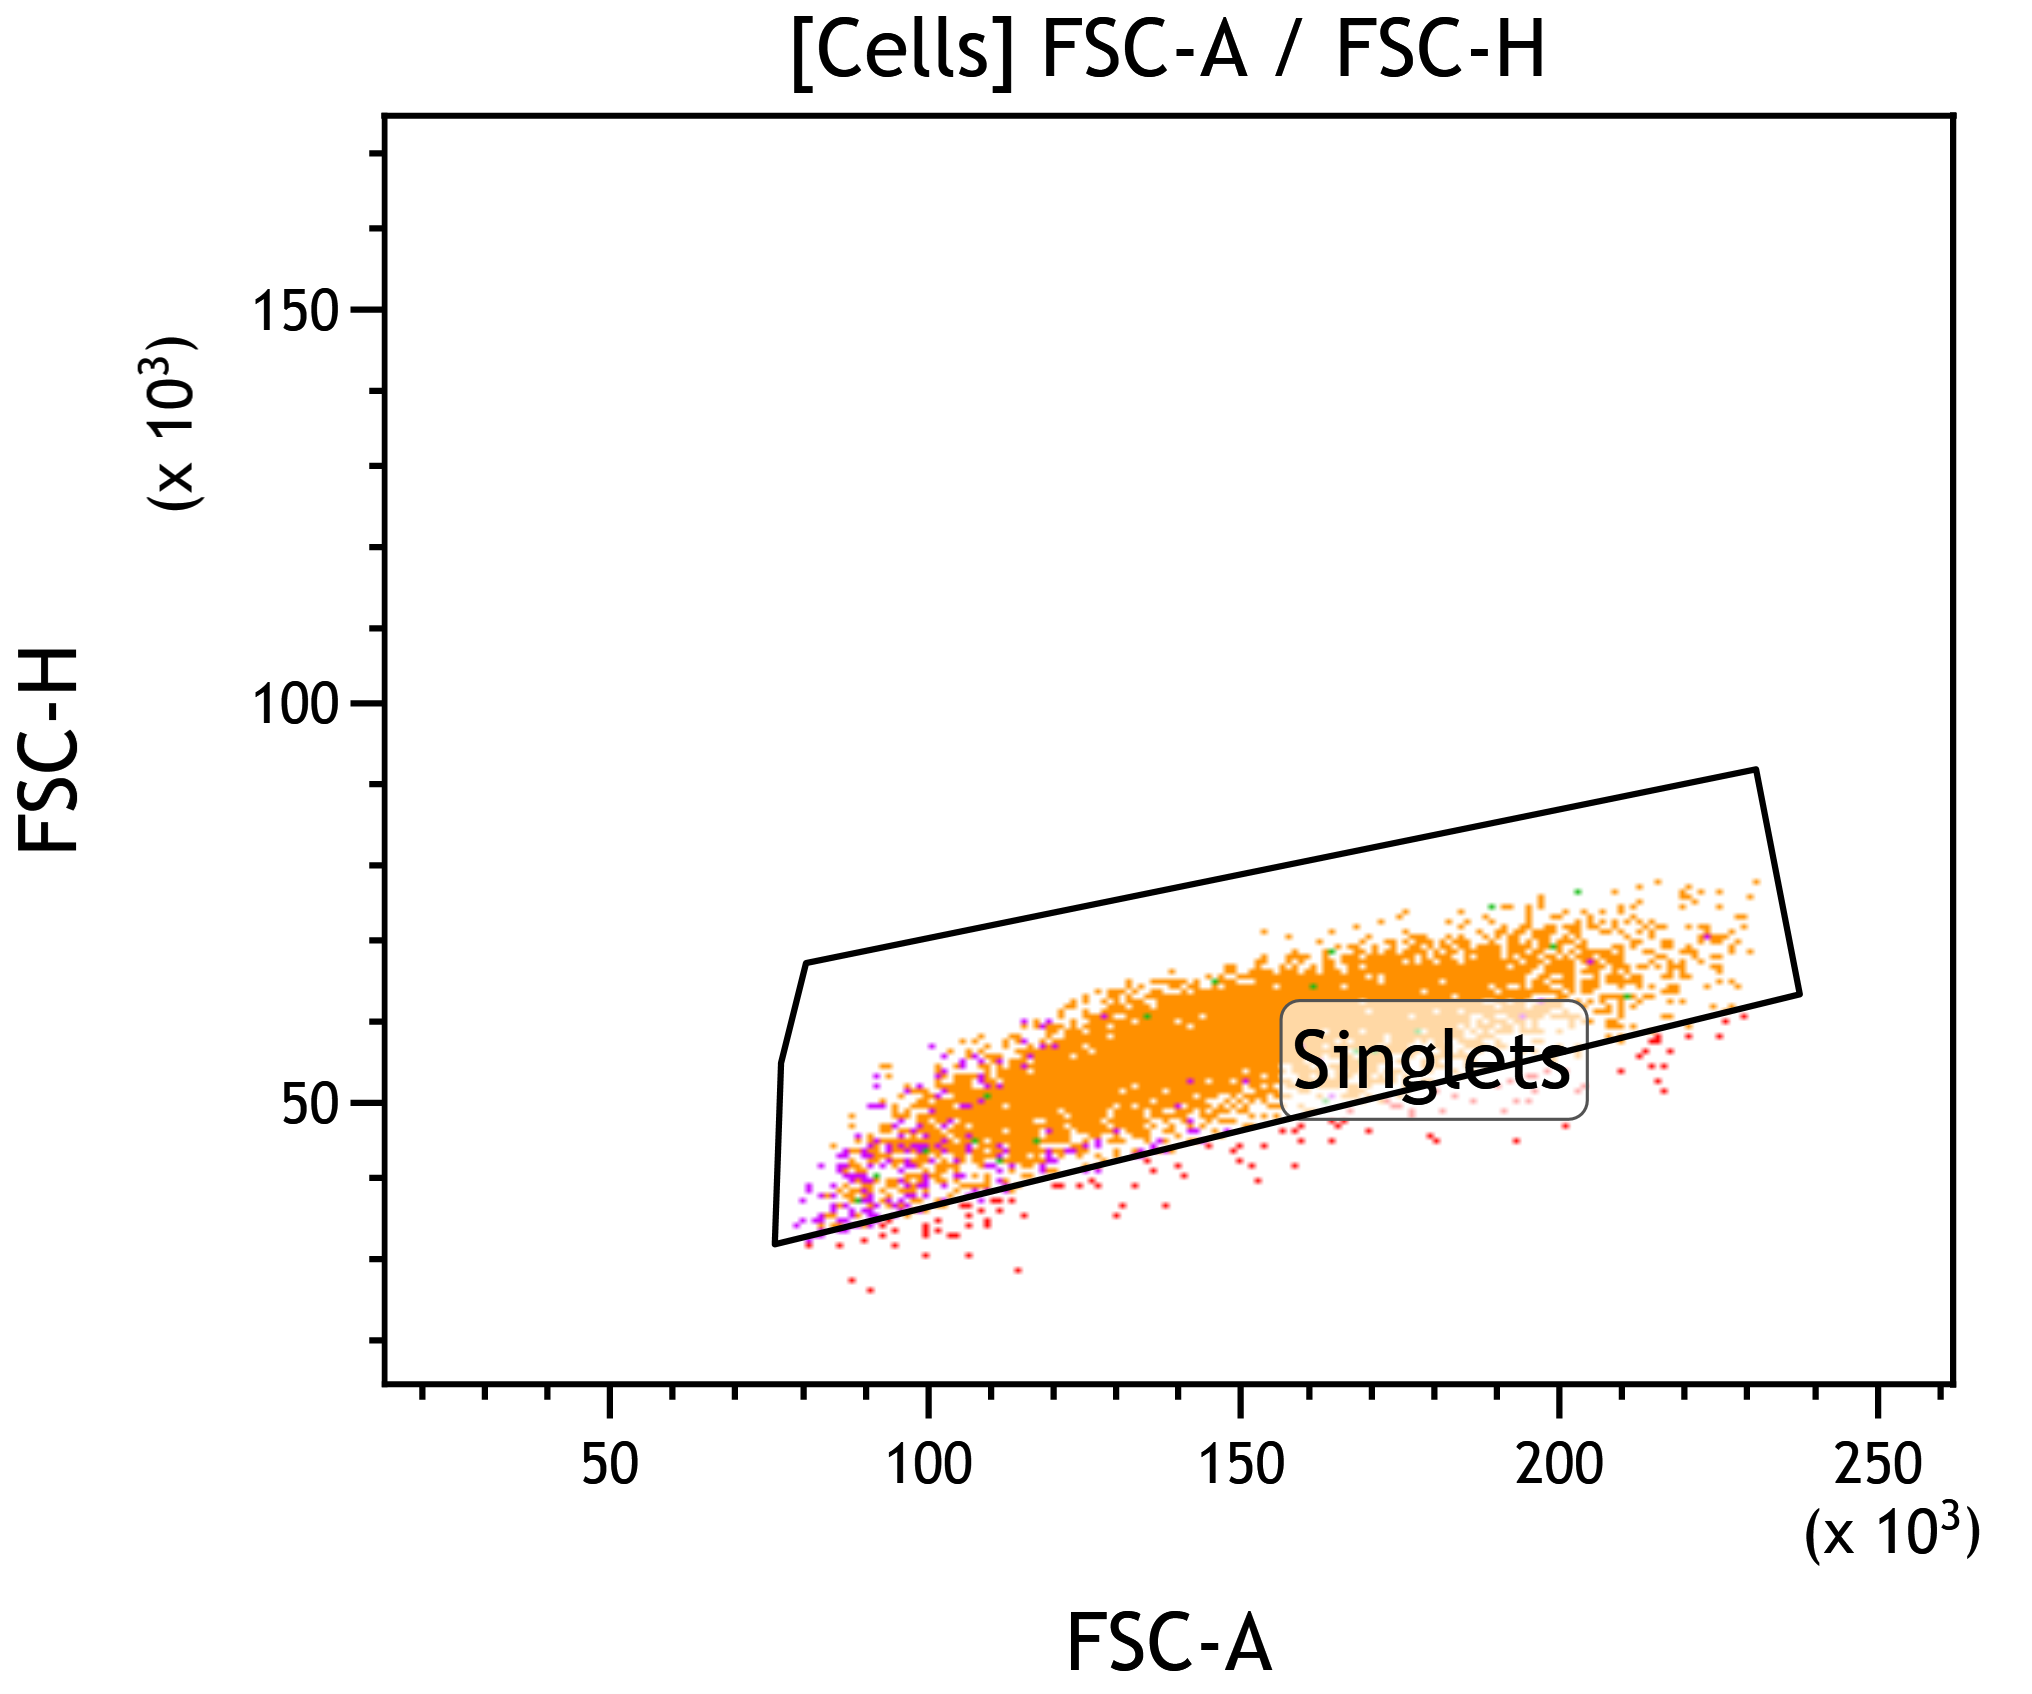 [Cells] FSC-A / FSC-H
FSC-H
(x 10³)
150
100
50
Singlets
50 100 150 200 250
(x 10³)
FSC-A